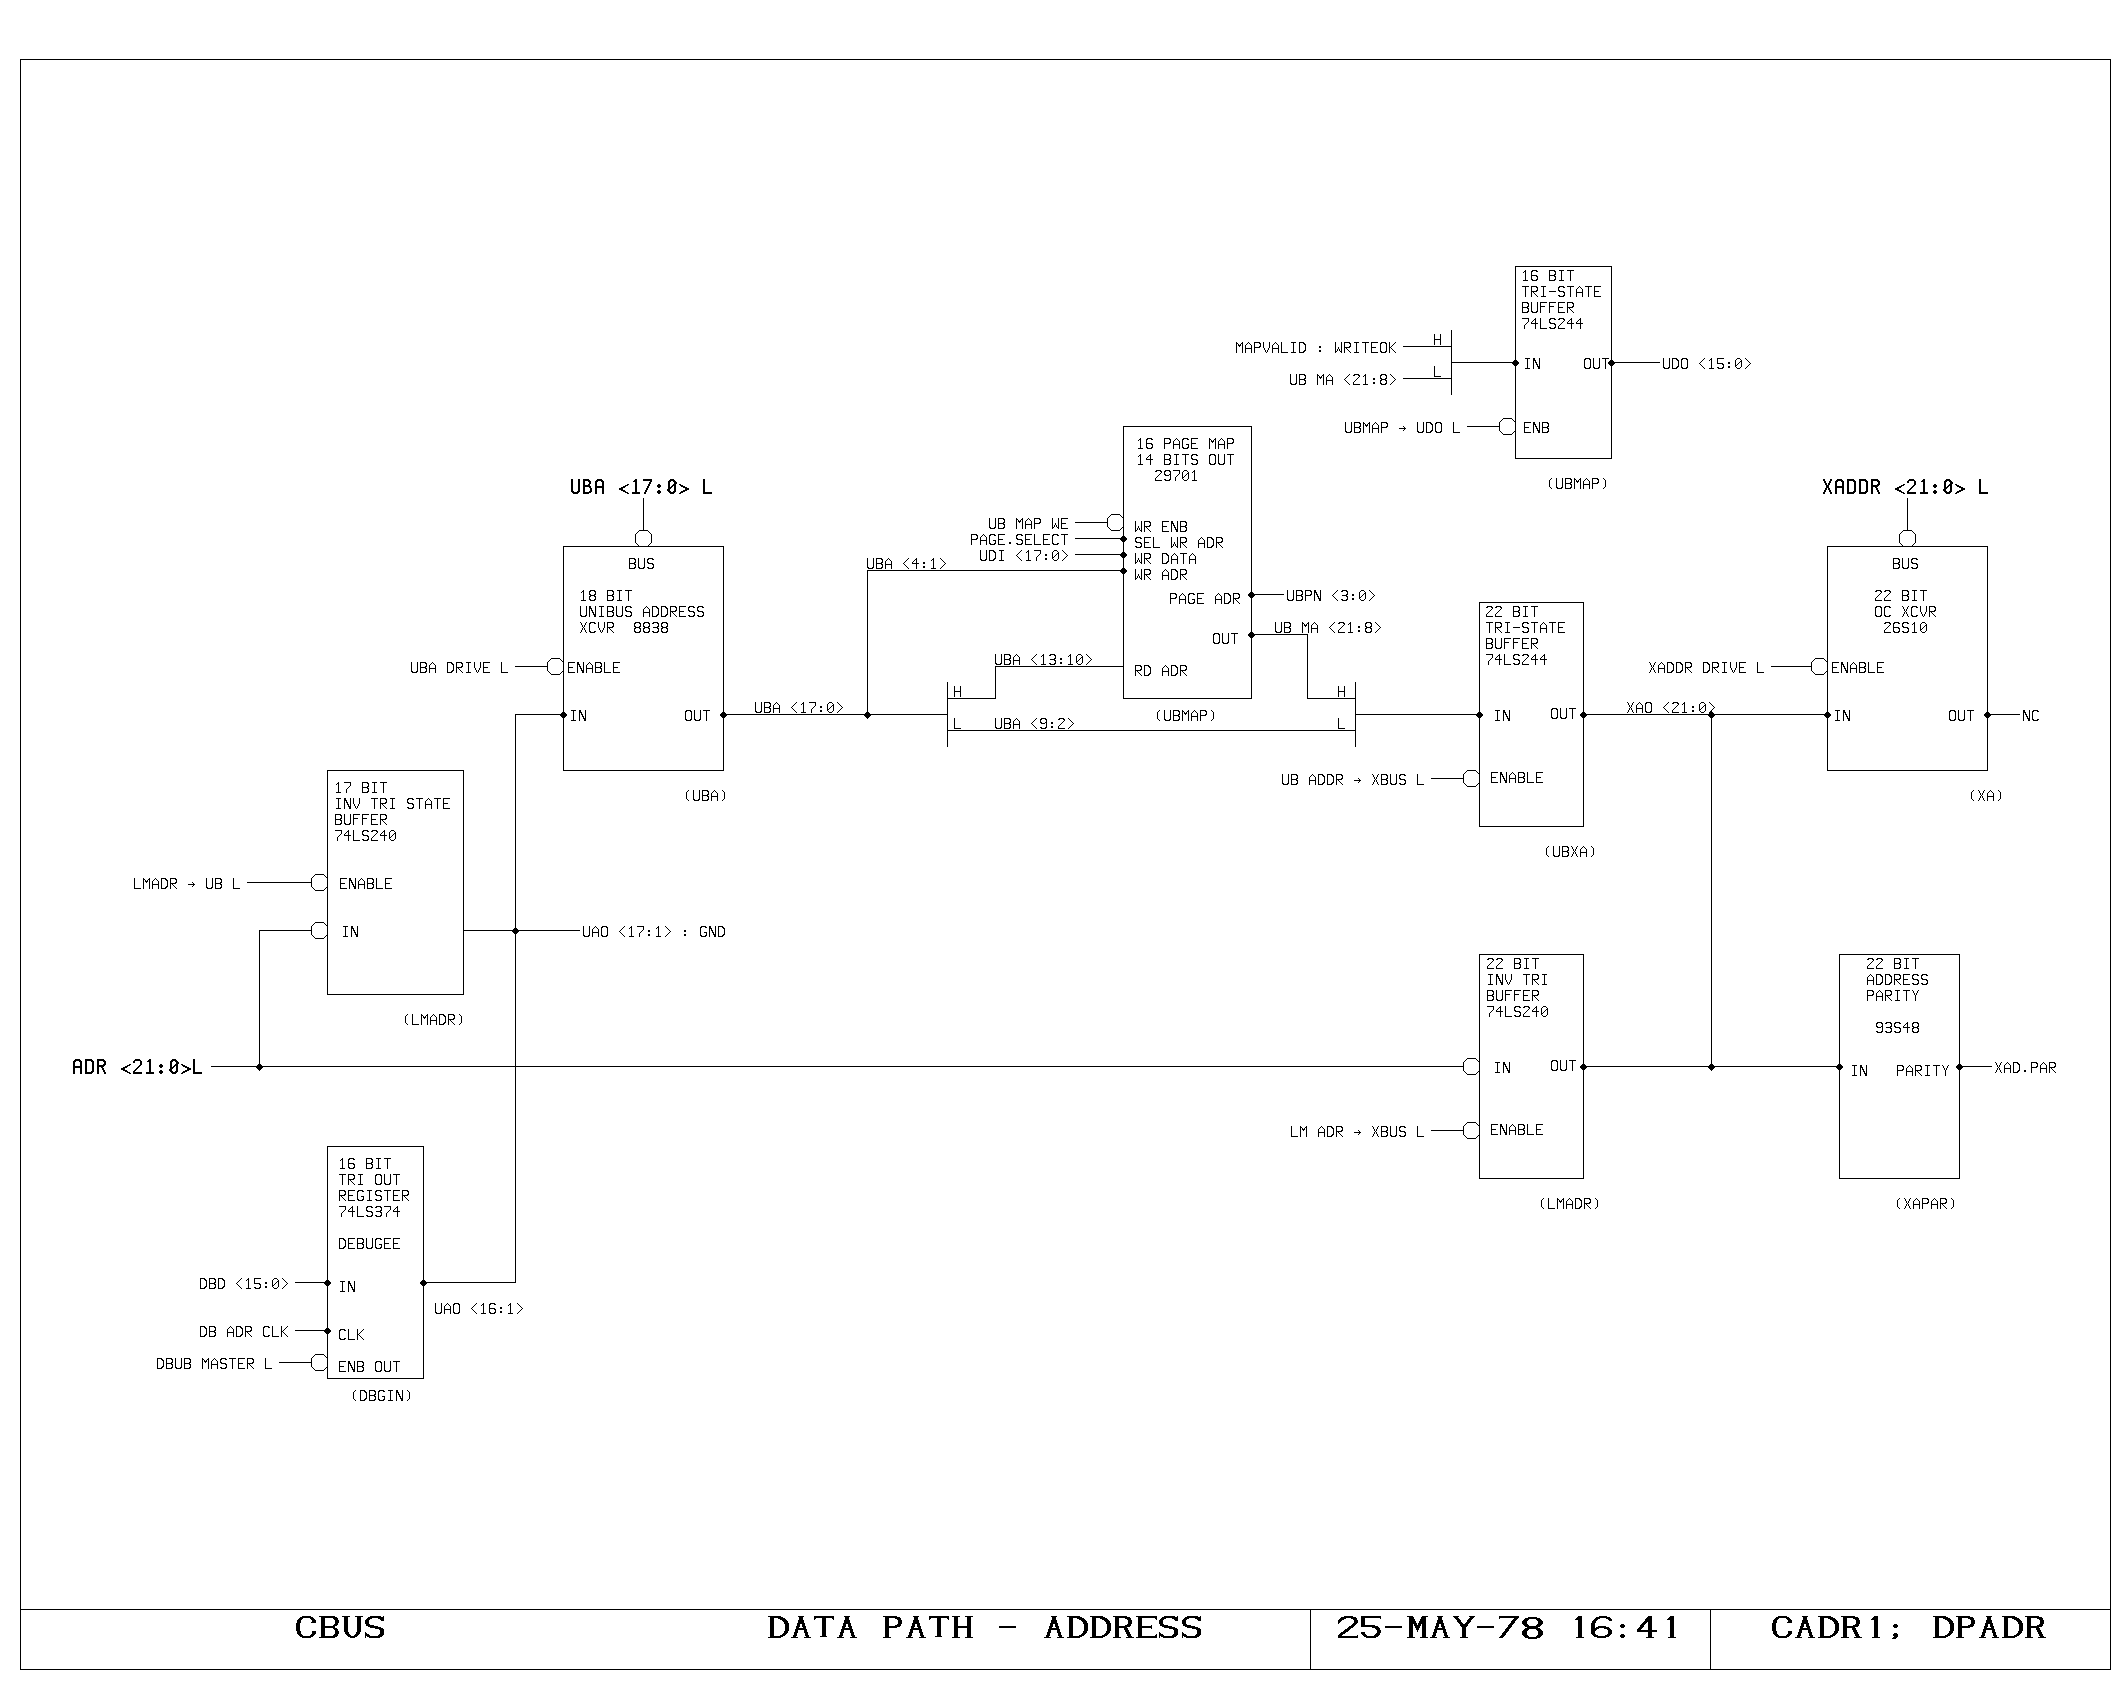 16 BIT
TRI-STATE
BUFFER
74LS244
MAPVALID : WRITEOK
H
L
UB MA <21:8>
IN
OUT
UDO <15:0>
UBMAP → UDO L
ENB
(UBMAP)
16 PAGE MAP
14 BITS OUT
29701
UB MAP WE
WR ENB
PAGE.SELECT
SEL WR ADR
UDI <17:0>
WR DATA
UBA <4:1>
WR ADR
PAGE ADR
UBPN <3:0>
OUT
UB MA <21:8>
UBA <13:10>
RD ADR
(UBMAP)
UBA <17:0> L
BUS
18 BIT
UNIBUS ADDRESS
XCVR 8838
UBA DRIVE L
ENABLE
IN
OUT
UBA <17:0>
(UBA)
H
L
UBA <9:2>
H
L
22 BIT
TRI-STATE
BUFFER
74LS244
IN
OUT
XAO <21:0>
UB ADDR → XBUS L
ENABLE
(UBXA)
XADDR <21:0> L
BUS
22 BIT
OC XCVR
26S10
XADDR DRIVE L
ENABLE
IN
OUT
NC
(XA)
17 BIT
INV TRI STATE
BUFFER
74LS240
LMADR → UB L
ENABLE
IN
UAO <17:1> : GND
(LMADR)
ADR <21:0>L
22 BIT
INV TRI
BUFFER
74LS240
IN
OUT
LM ADR → XBUS L
ENABLE
(LMADR)
22 BIT
ADDRESS
PARITY
93S48
IN
PARITY
XAD.PAR
(XAPAR)
16 BIT
TRI OUT
REGISTER
74LS374
DEBUGEE
DBD <15:0>
IN
UAO <16:1>
DB ADR CLK
CLK
DBUB MASTER L
ENB OUT
(DBGIN)
CBUS
DATA PATH - ADDRESS
25-MAY-78 16:41
CADR1; DPADR